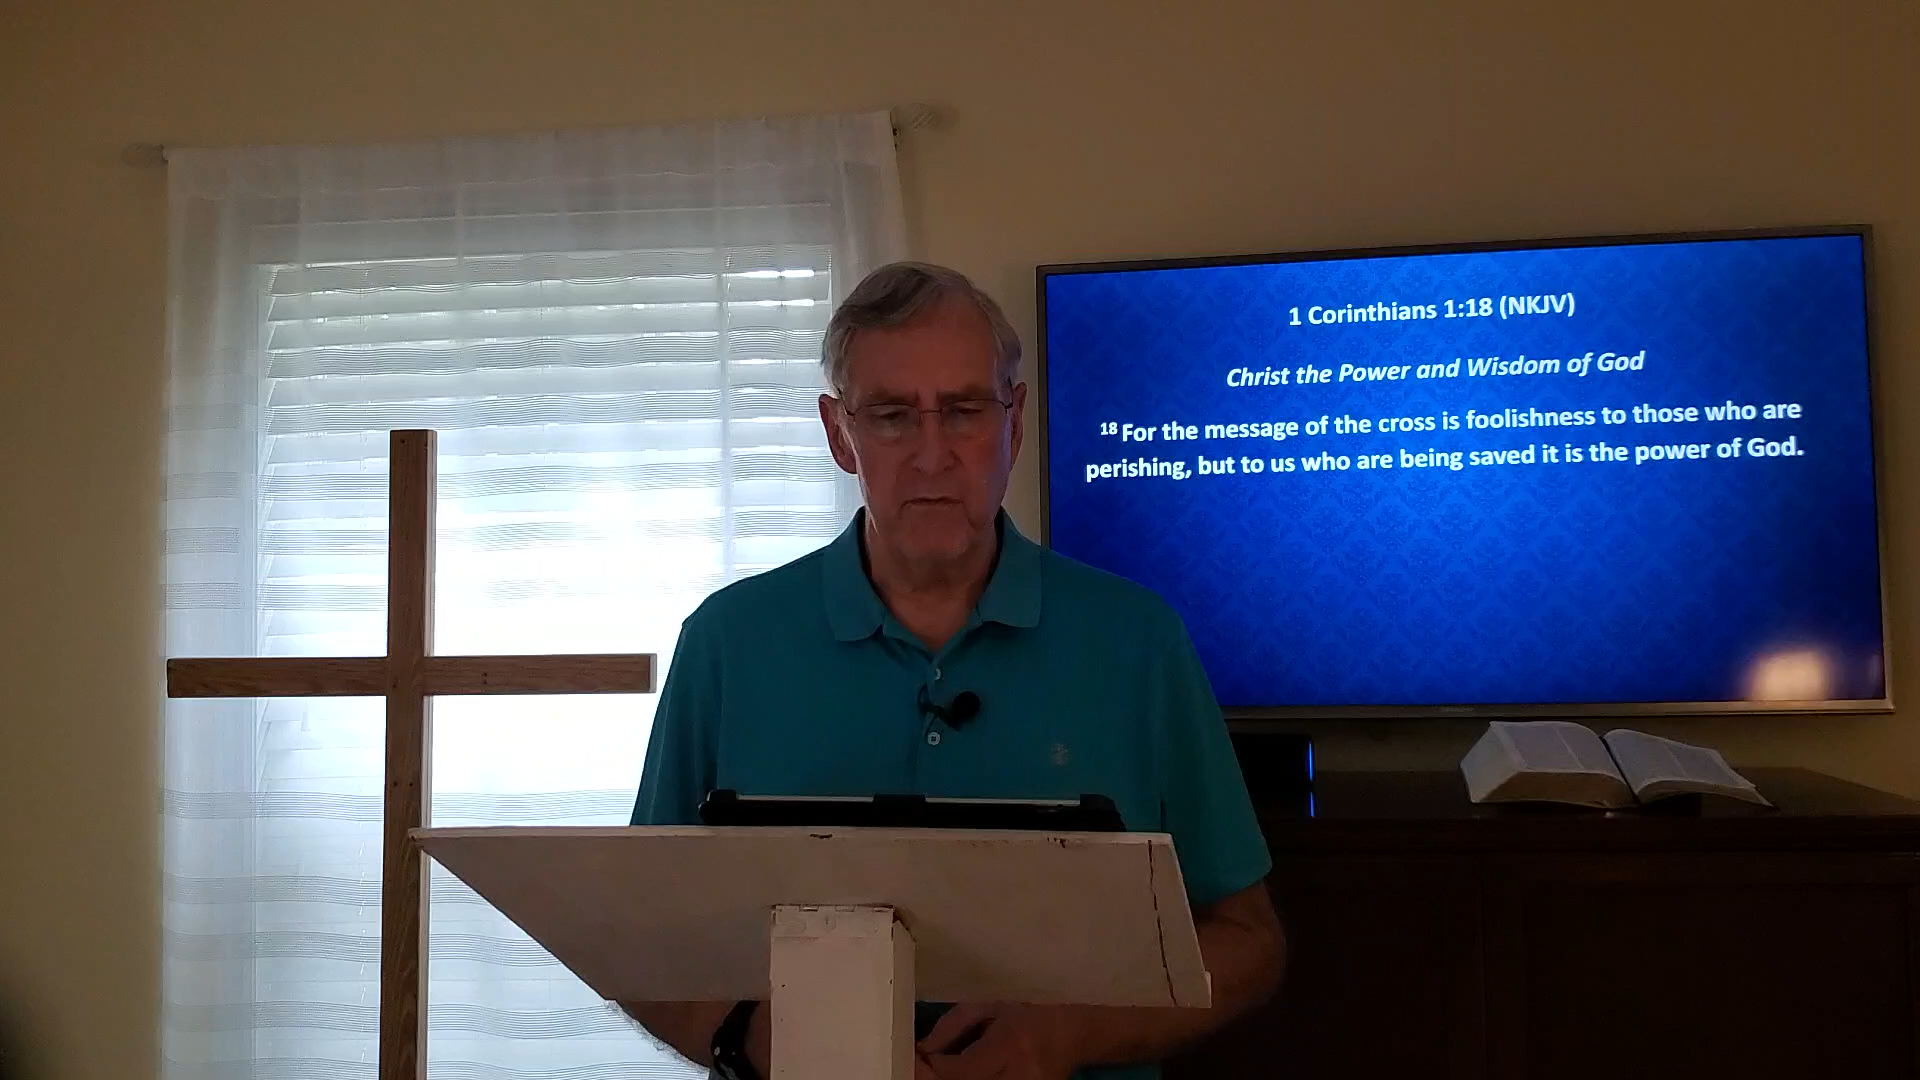 1 Corinthians 1:18 (NKJV)
Christ the Power and Wisdom of God
18 For the message of the cross is foolishness to those who are
perishing, but to us who are being saved it is the power of God.